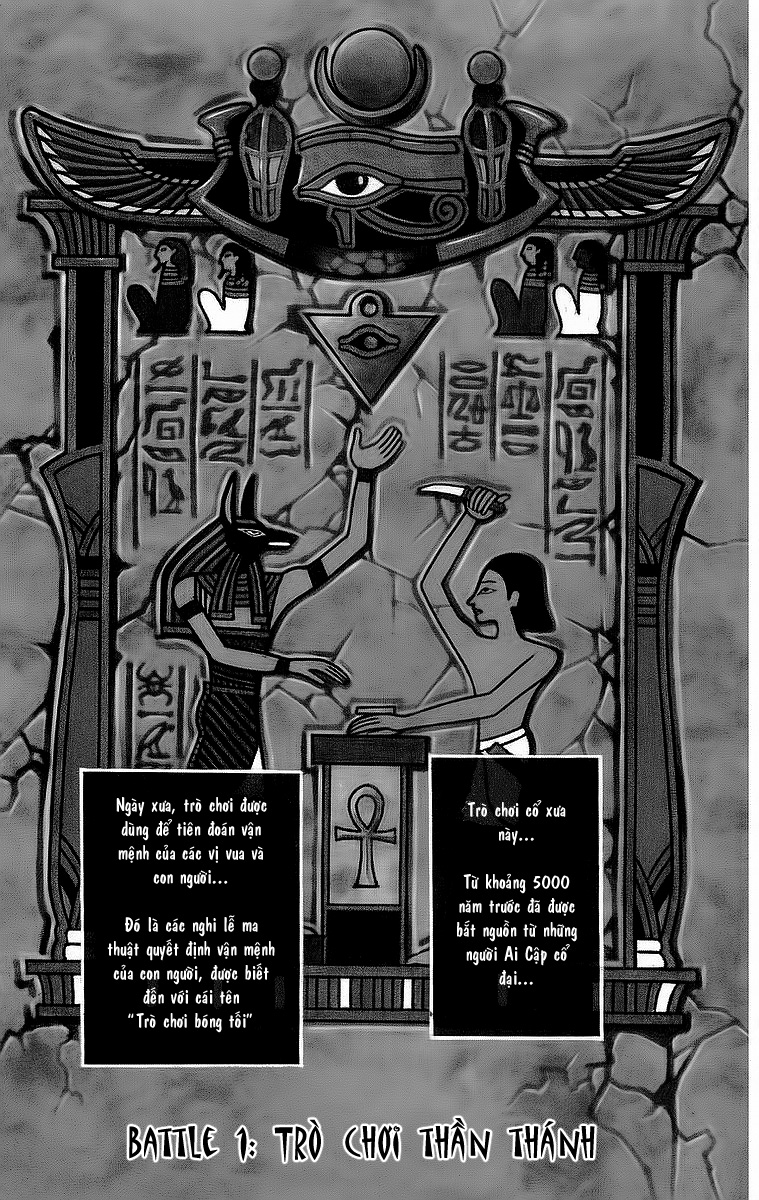 Trò chơi cổ xưa
này...
Từ khoảng 5000
năm trước đã được
bắt nguồn từ những
người Ai Cập cổ
đại...
Ngày xưa, trò chơi được
dùng để tiên đoán vận
mệnh của các vị vua và
con người...
Đó là các nghi lễ ma
thuật quyết định vận mệnh
của con người, được biết
đến với cái tên
"Trò chơi bóng tối"
BATTLE 1: TRÒ CHƠI THẦN THÁNH